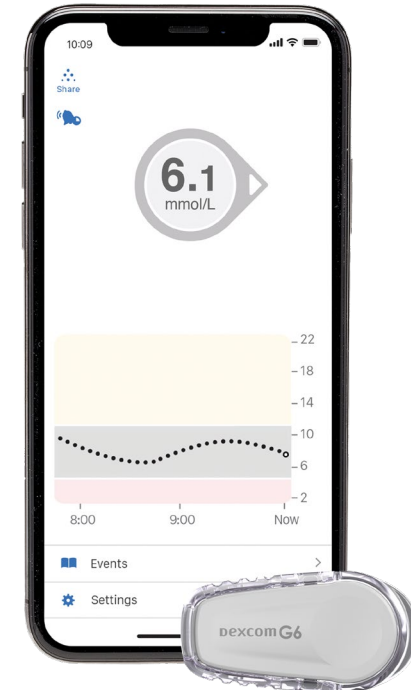 10:09
Share
6.1
mmol/L
22
18
14
10
6
2
8:00 9:00 Now
Events
Settings
Dexcom G6